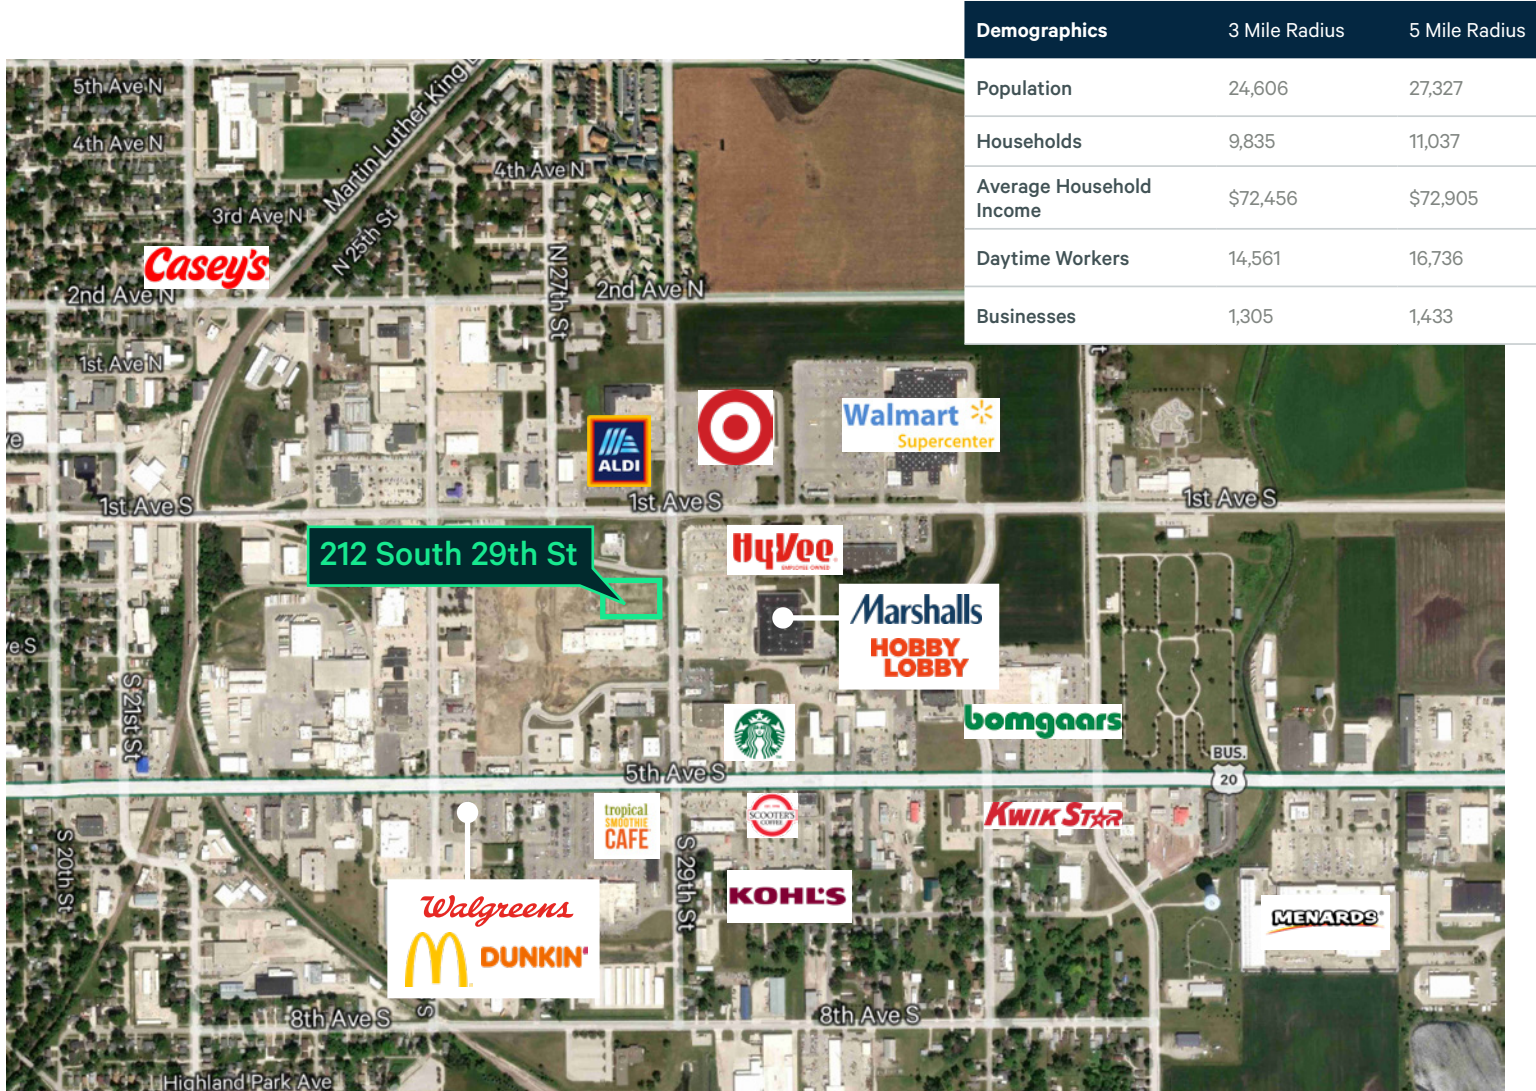 Demographics 3 Mile Radius 5 Mile Radius
Population 24,606 27,327
Households 9,835 11,037
Average Household
Income $72,456 $72,905
Daytime Workers 14,561 16,736
Businesses 1,305 1,433
5th Ave N
4th Ave N
Martin Luther King
4th Ave N
3rd Ave N
N 25th St
Casey's
2nd Ave N
N 27th St
2nd Ave N
1st Ave N
ALDI
Walmart
Supercenter
1st Ave S
1st Ave S
1st Ave S
212 South 29th St
HyVee
EMPLOYEE OWNED
Marshalls
HOBBY
LOBBY
S 21st St
bomgaars
BUS.
20
5th Ave S
tropical
SMOOTHIE
CAFE
SCOOTER'S
COFFEE
KWIK STAR
S 20th St
S 29th St
KOHL'S
Walgreens
DUNKIN'
MENARDS
8th Ave S
S
8th Ave S
Highland Park Ave